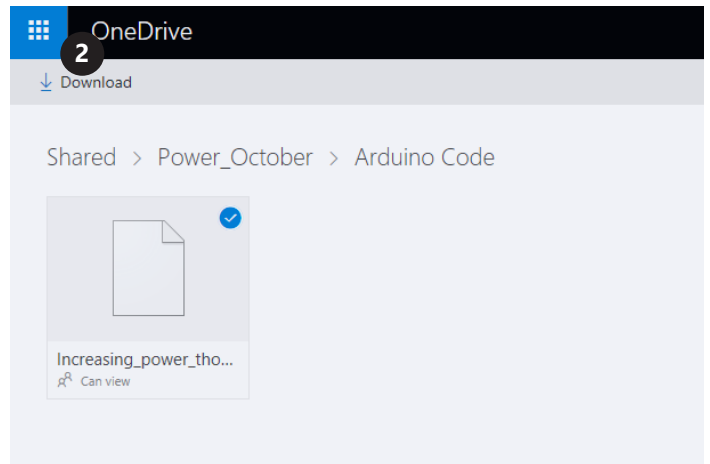 OneDrive
2
Download
Shared > Power_October > Arduino Code
Increasing_power_tho...
Can view